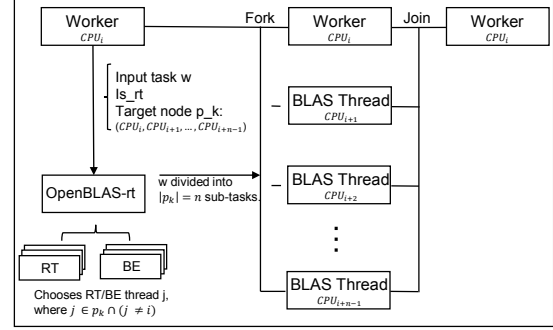 Worker
CPU_i
Fork
Worker
CPU_i
Join
Worker
CPU_i
Input task w
Is_rt
Target node p_k:
(CPU_i, CPU_{i+1}, ..., CPU_{i+n−1})
OpenBLAS-rt
w divided into
|p_k| = n sub-tasks.
RT
BE
Chooses RT/BE thread j,
where j ∈ p_k ∩ (j ≠ i)
BLAS Thread
CPU_{i+1}
BLAS Thread
CPU_{i+2}
⋮
BLAS Thread
CPU_{i+n−1}